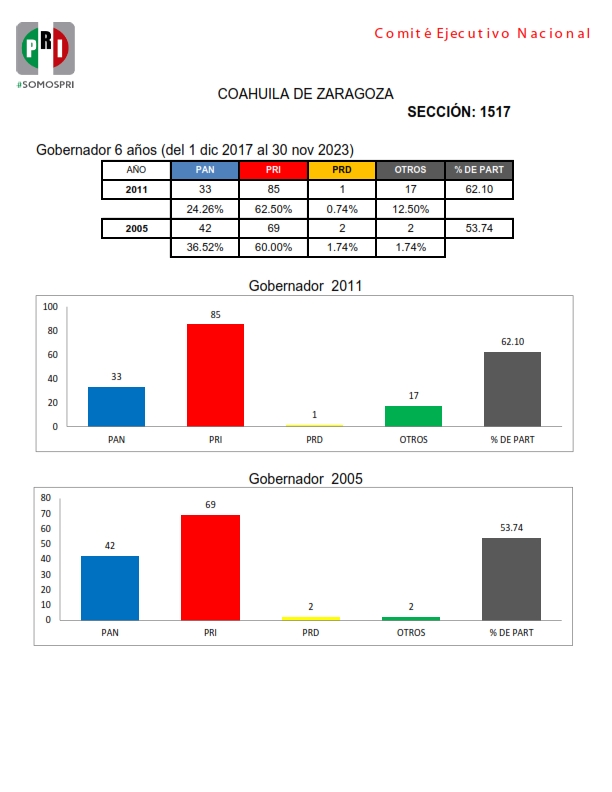 Comité Ejecutivo Nacional
PRI
#SOMOSPRI
COAHUILA DE ZARAGOZA
SECCIÓN: 1517
Gobernador 6 años (del 1 dic 2017 al 30 nov 2023)
AÑO PAN PRI PRD OTROS % DE PART
2011 33 85 1 17 62.10
24.26% 62.50% 0.74% 12.50%
2005 42 69 2 2 53.74
36.52% 60.00% 1.74% 1.74%
Gobernador 2011
100
80
60
40
20
0
33
85
1
17
62.10
PAN PRI PRD OTROS % DE PART
Gobernador 2005
80
70
60
50
40
30
20
10
0
42
69
2
2
53.74
PAN PRI PRD OTROS % DE PART